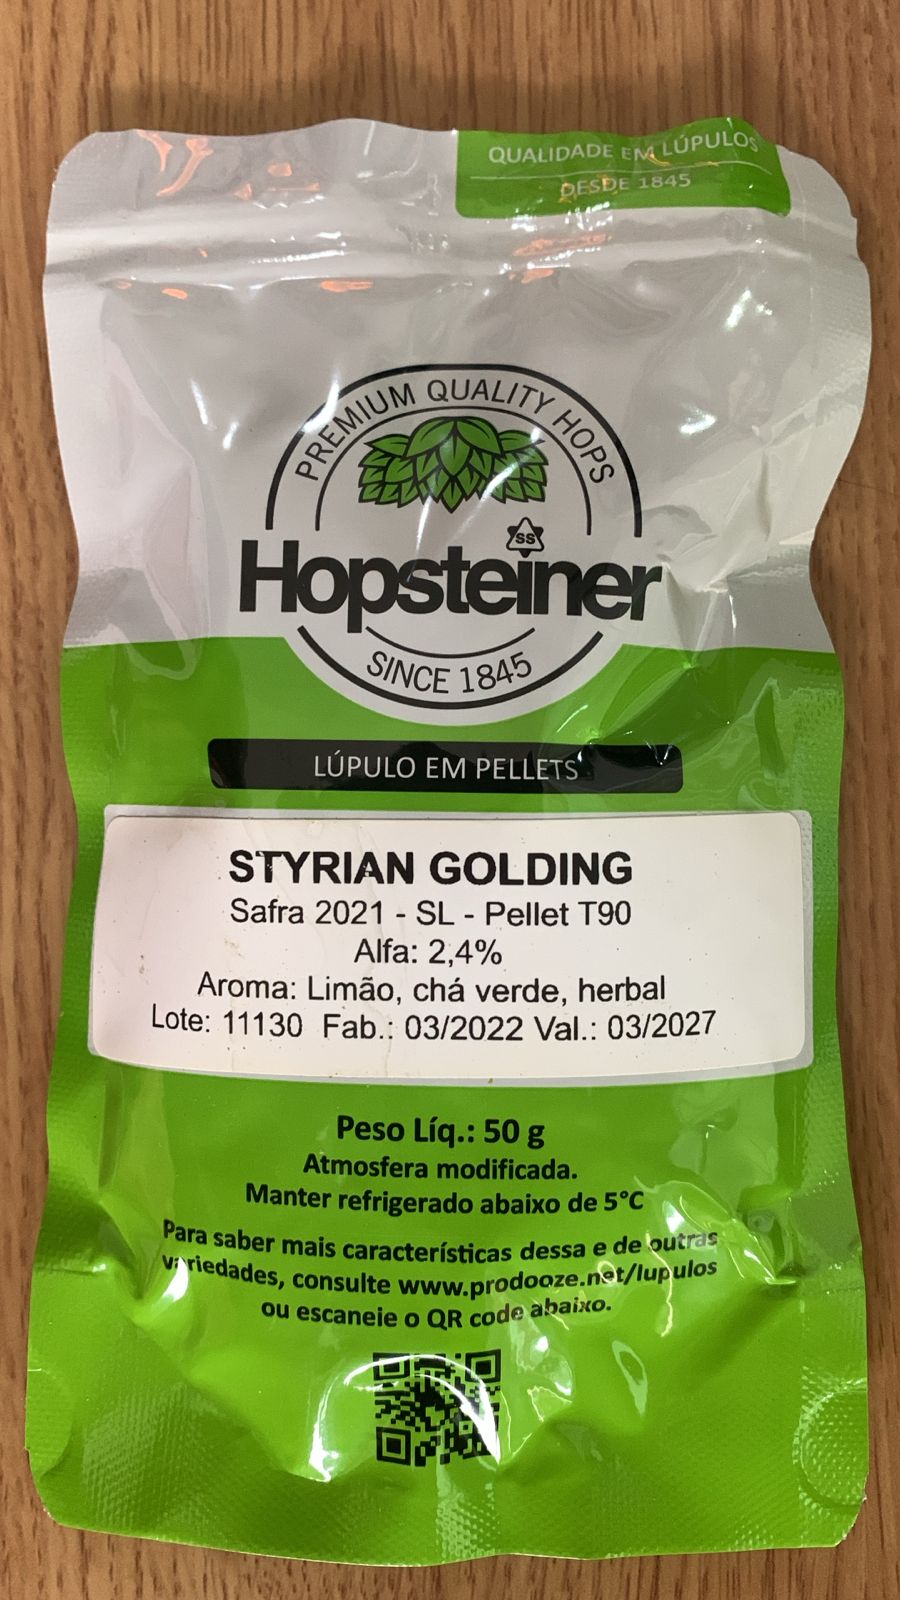 QUALIDADE EM LÚPULOS
DESDE 1845
PREMIUM QUALITY HOPS
SS
Hopsteiner
SINCE 1845
LÚPULO EM PELLETS
STYRIAN GOLDING
Safra 2021 - SL - Pellet T90
Alfa: 2,4%
Aroma: Limão, chá verde, herbal
Lote: 11130 Fab.: 03/2022 Val.: 03/2027
Peso Líq.: 50 g
Atmosfera modificada.
Manter refrigerado abaixo de 5°C
Para saber mais características dessa e de outras
variedades, consulte www.prodooze.net/lupulos
ou escaneie o QR code abaixo.